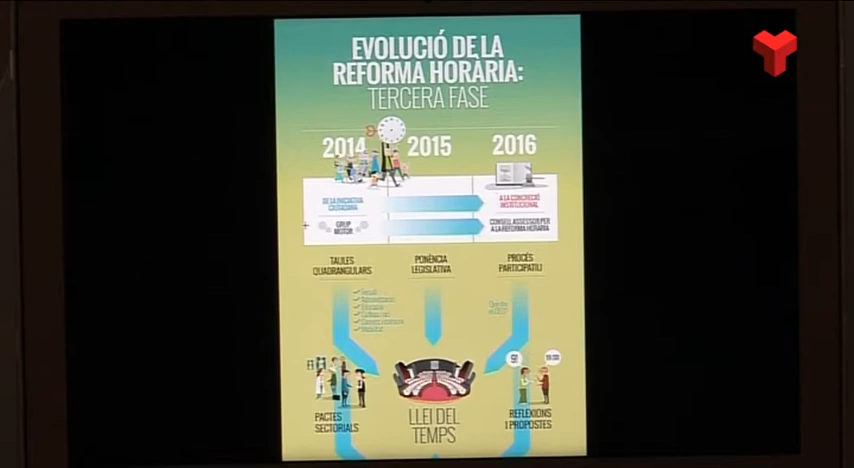 EVOLUCIÓ DE LA
REFORMA HORÀRIA:
TERCERA FASE
2014 2015 2016
DE LA INICIATIVA
CIUTADANA
A LA CONCRECIÓ
INSTITUCIONAL
GRUP
MOTOR
CONSELL ASSESSOR PER
A LA REFORMA HORÀRIA
TAULES
QUADRANGULARS
PONÈNCIA
LEGISLATIVA
PROCÉS
PARTICIPATIU
Mobilitat
PACTES
SECTORIALS
LLEI DEL
TEMPS
REFLEXIONS
I PROPOSTES